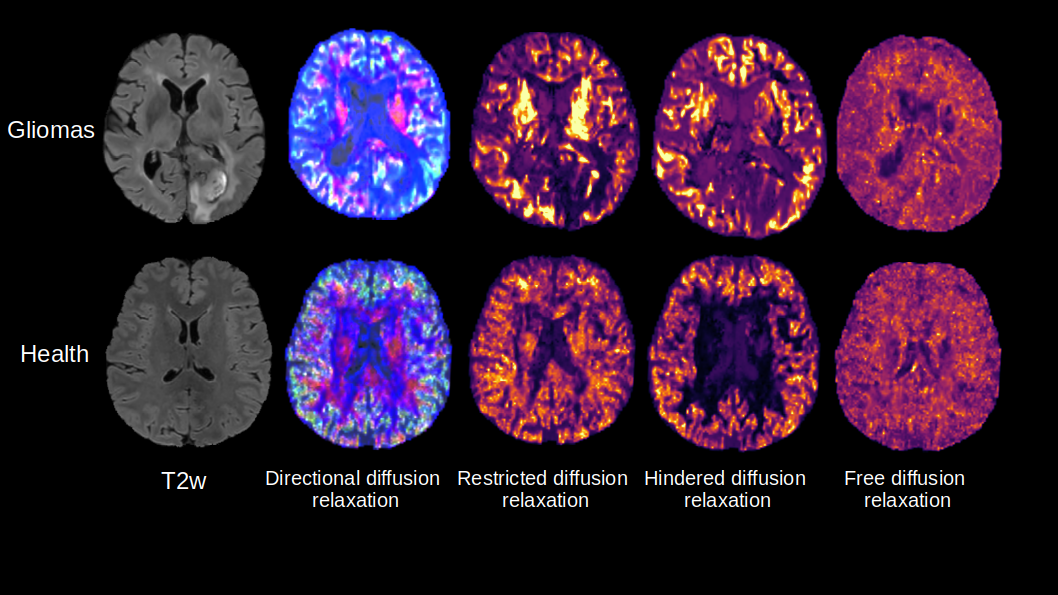 Gliomas
Health
T2w
Directional diffusion
relaxation
Restricted diffusion
relaxation
Hindered diffusion
relaxation
Free diffusion
relaxation